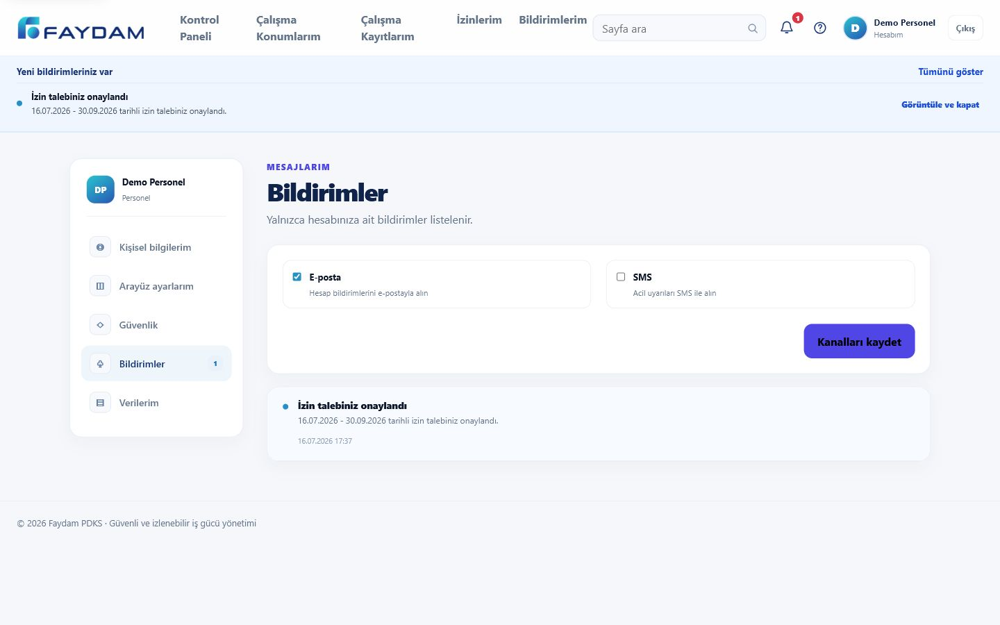 FAYDAM
Kontrol Paneli
Çalışma Konumlarım
Çalışma Kayıtlarım
İzinlerim
Bildirimlerim
Sayfa ara
1
D
Demo Personel
Hesabım
Çıkış
Yeni bildirimleriniz var
Tümünü göster
İzin talebiniz onaylandı
16.07.2026 - 30.09.2026 tarihli izin talebiniz onaylandı.
Görüntüle ve kapat
DP
Demo Personel
Personel
Kişisel bilgilerim
Arayüz ayarlarım
Güvenlik
Bildirimler
1
Verilerim
MESAJLARIM
Bildirimler
Yalnızca hesabınıza ait bildirimler listelenir.
E-posta
Hesap bildirimlerini e-postayla alın
SMS
Acil uyarıları SMS ile alın
Kanalları kaydet
İzin talebiniz onaylandı
16.07.2026 - 30.09.2026 tarihli izin talebiniz onaylandı.
16.07.2026 17:37
© 2026 Faydam PDKS · Güvenli ve izlenebilir iş gücü yönetimi